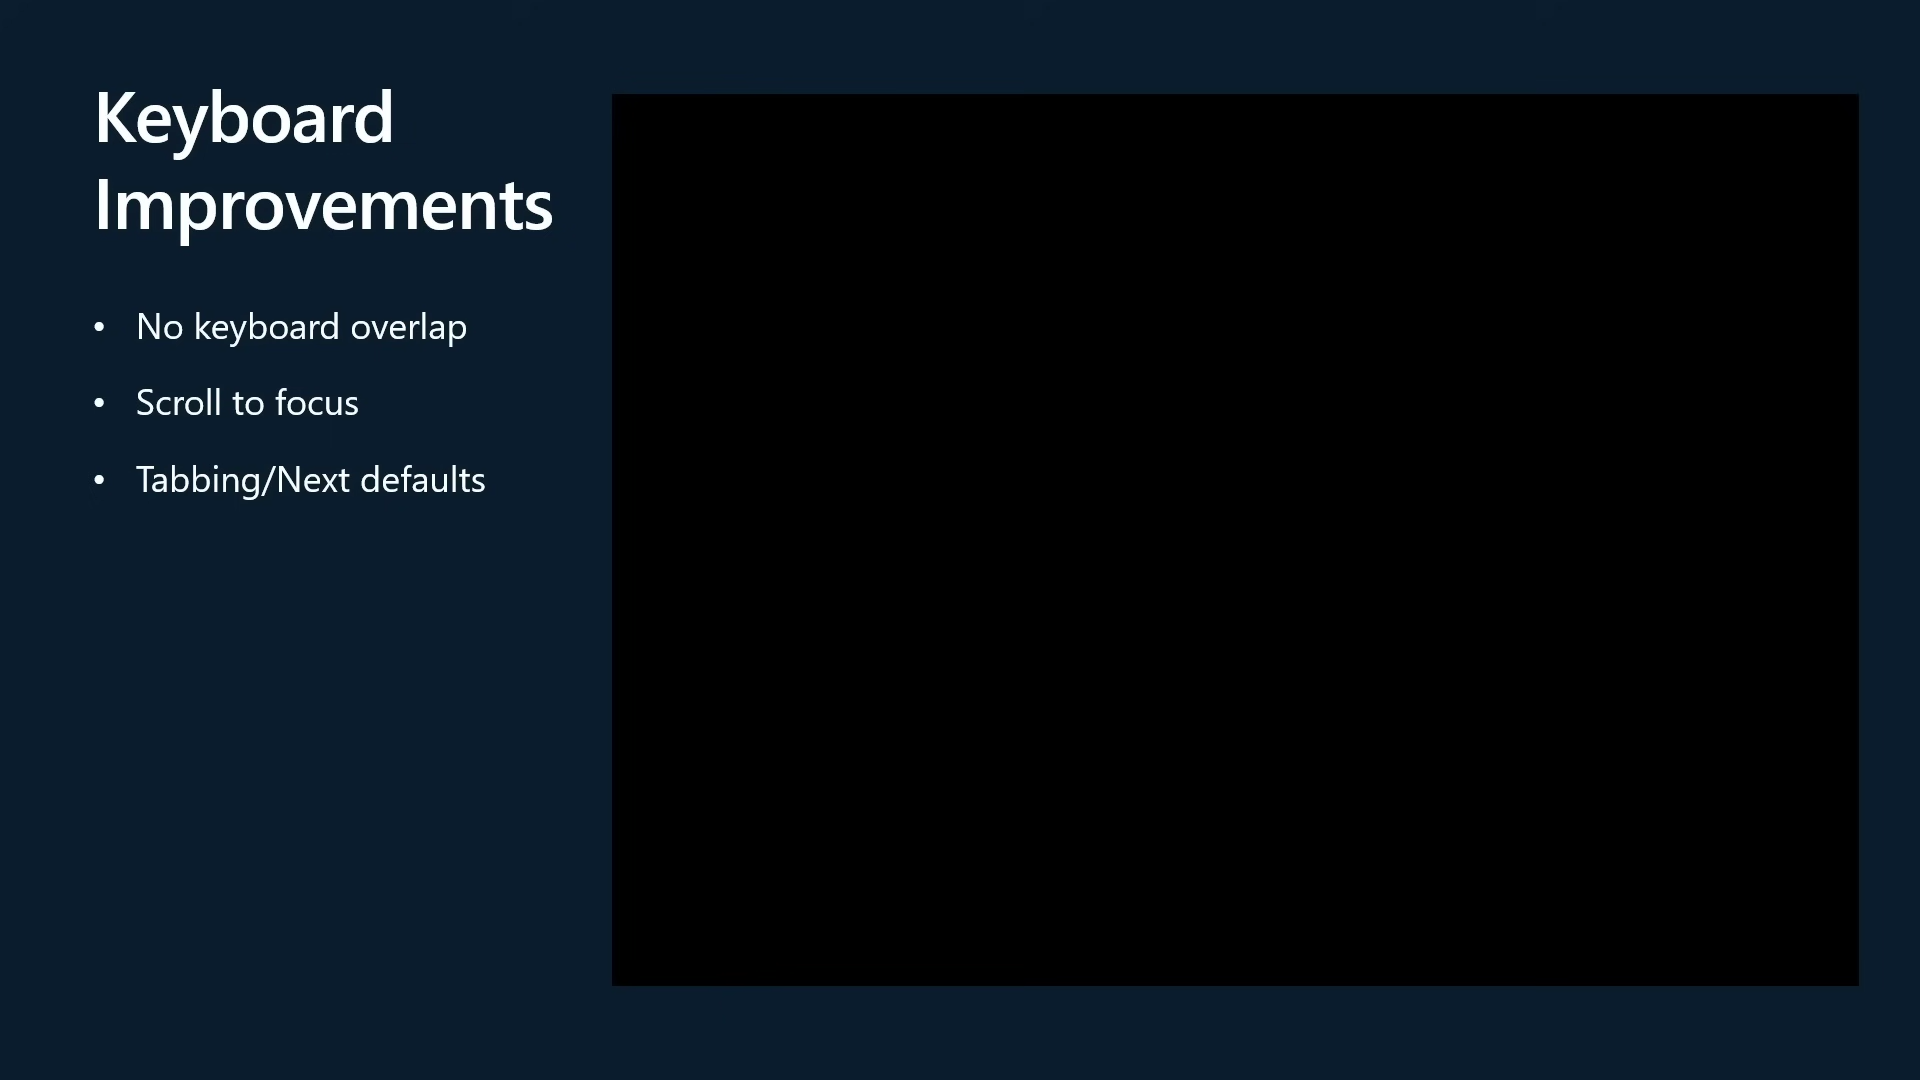 Keyboard
Improvements
• No keyboard overlap
• Scroll to focus
• Tabbing/Next defaults